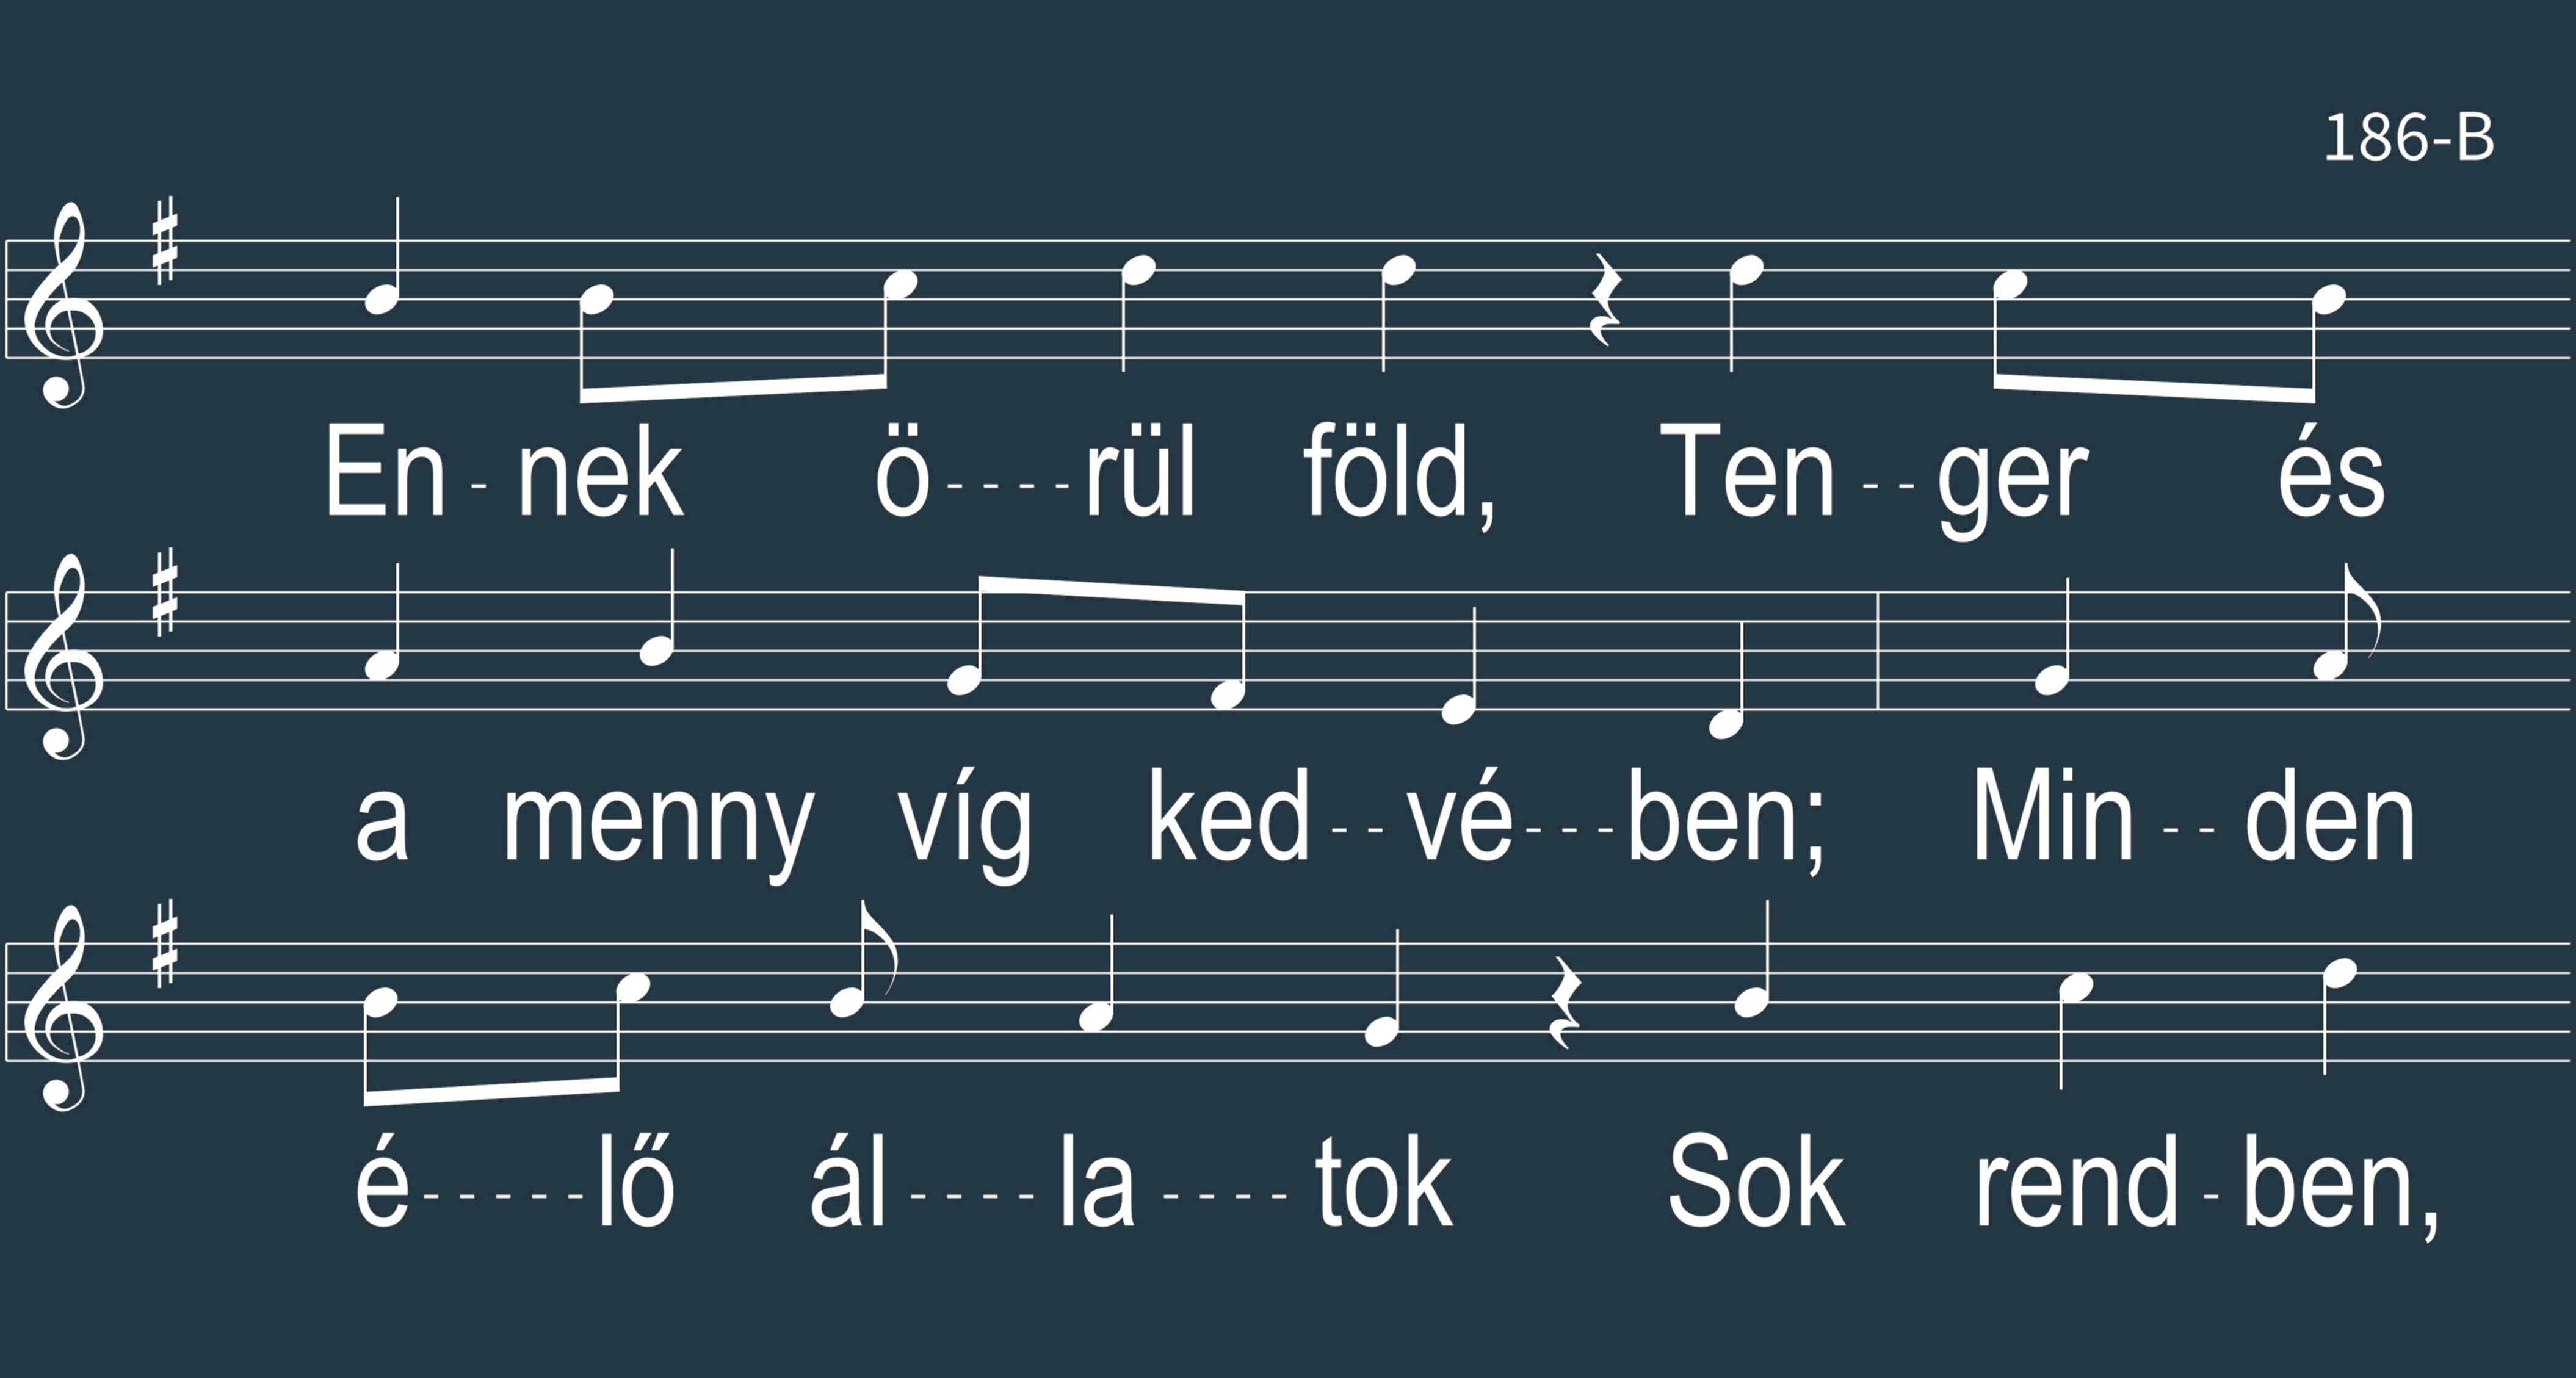 186-B
En - nek ö----rül föld, Ten--ger és
a menny víg ked--vé---ben; Min--den
é-----lő ál----la----tok Sok rend-ben,